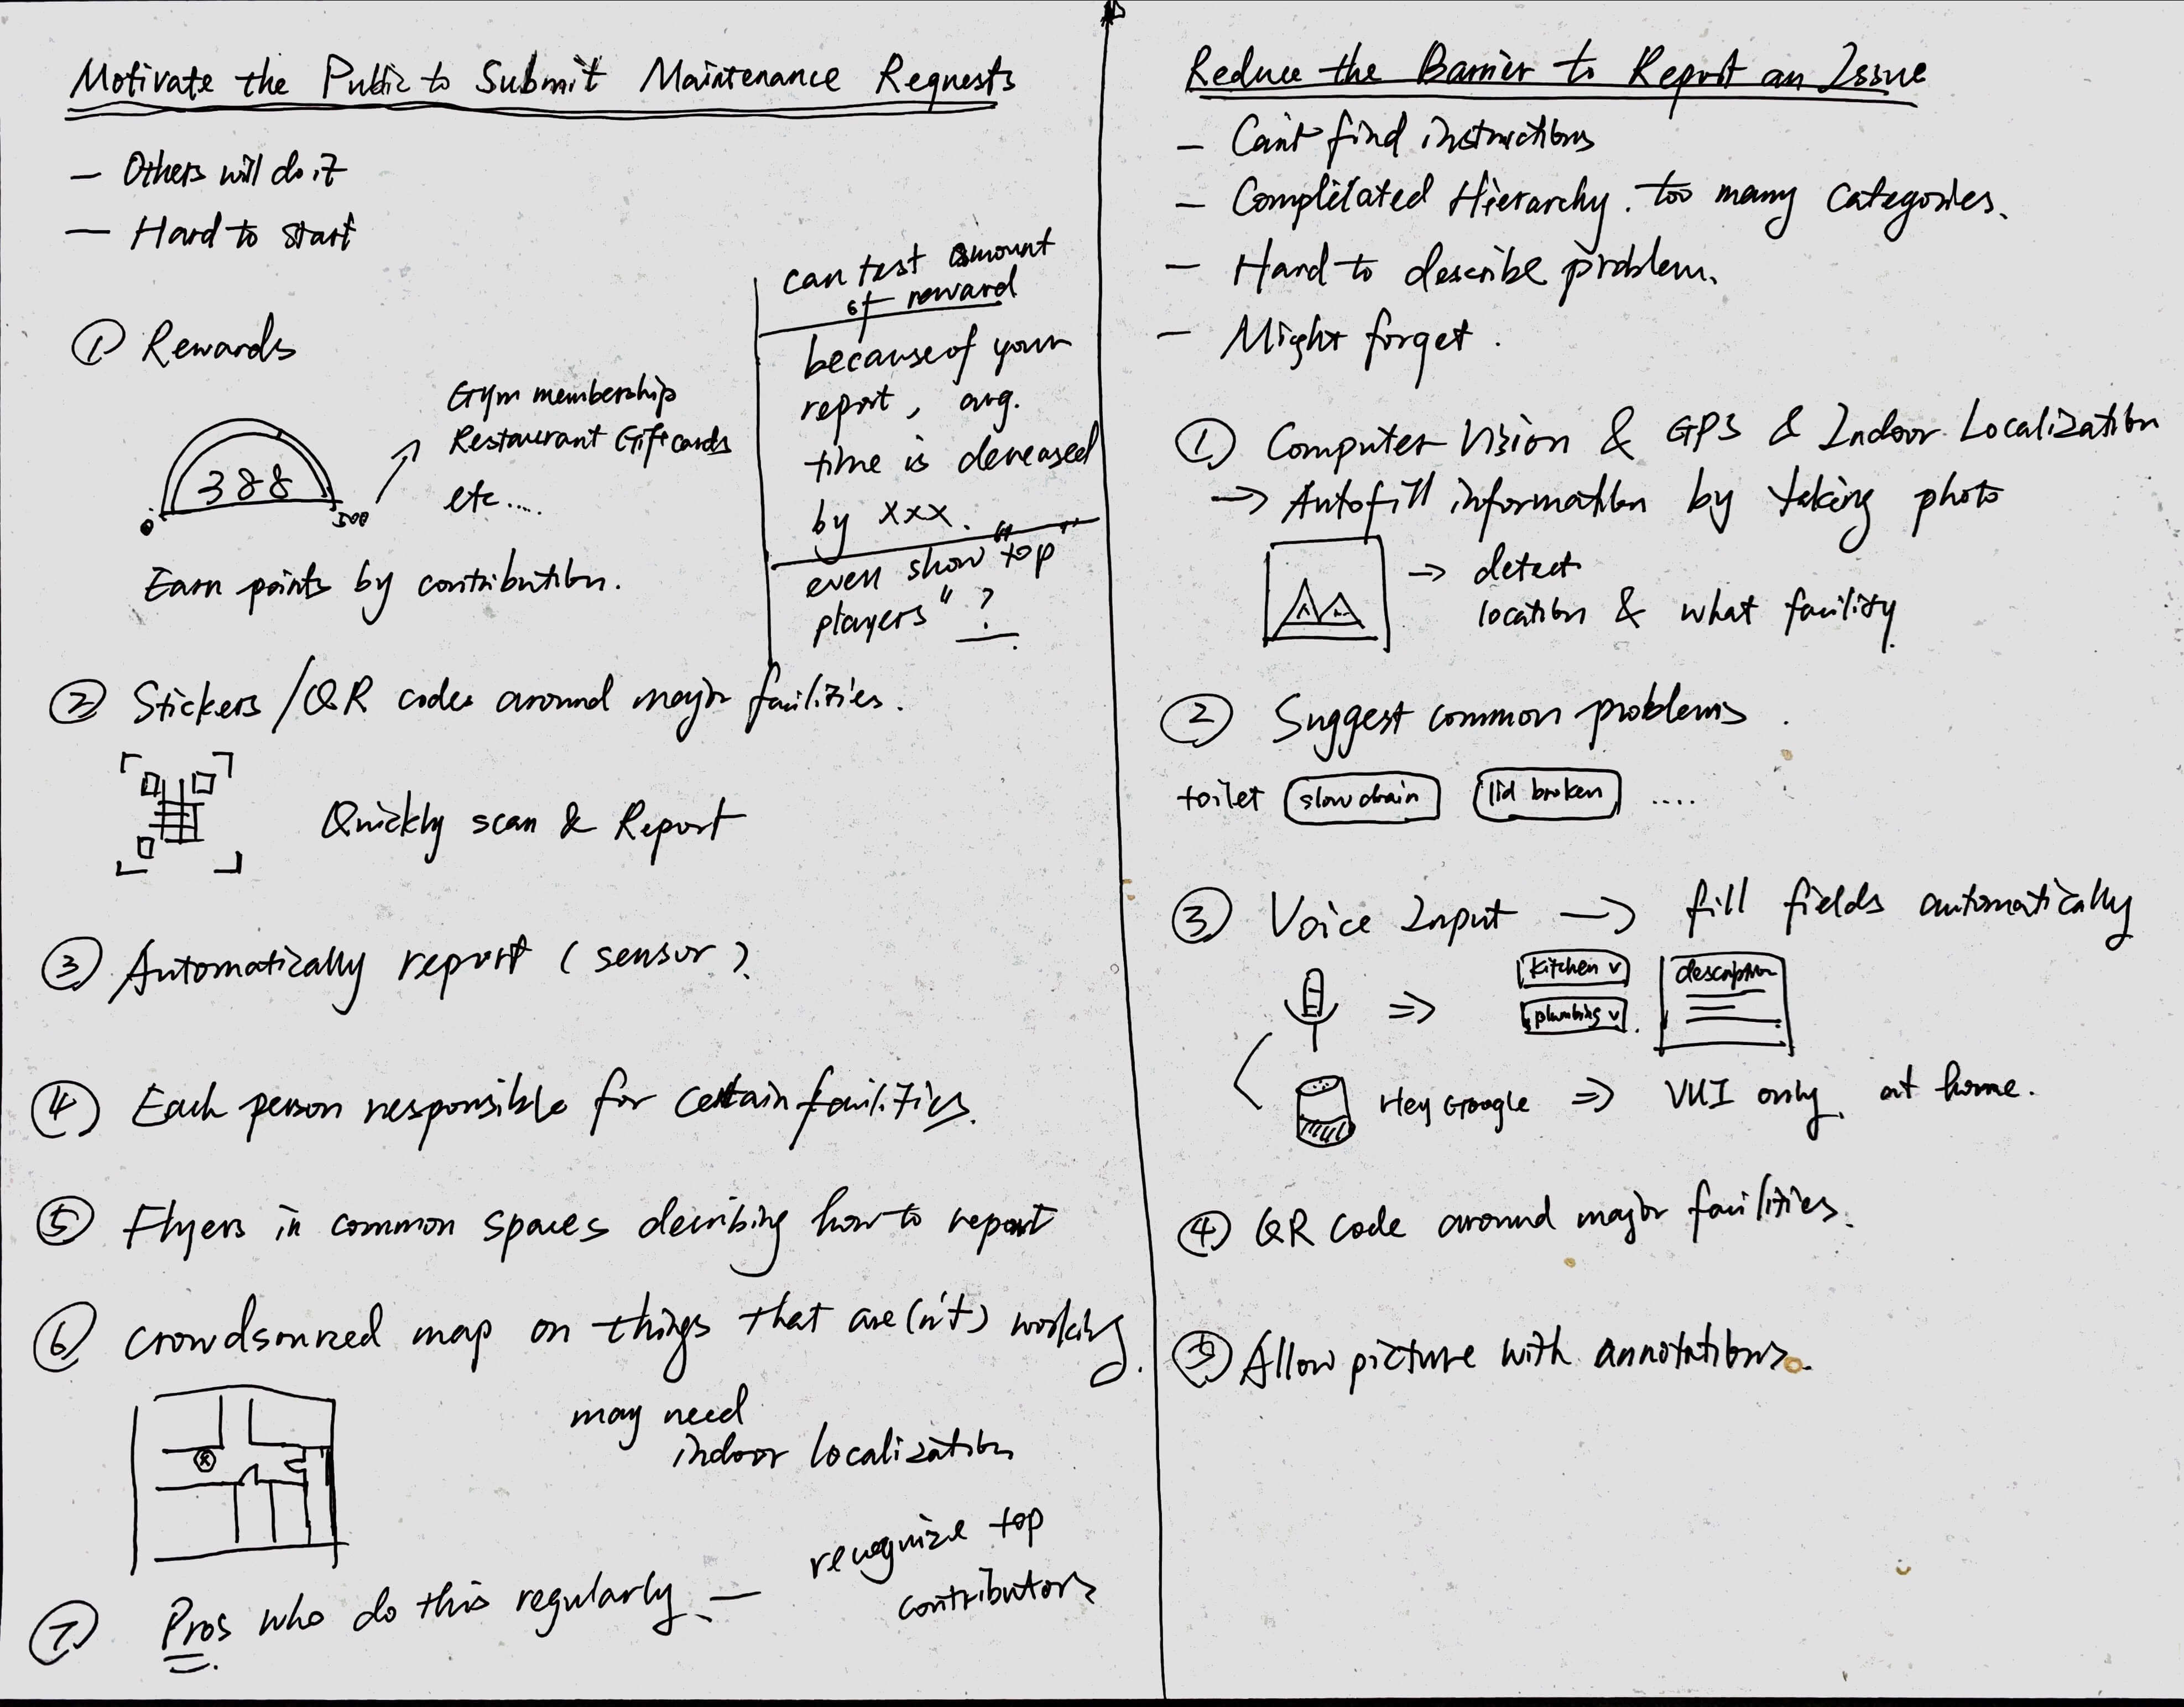 Motivate the Public to Submit Maintenance Requests
— Others will do it
— Hard to start
① Rewards
388
0
500
Gym membership
Restaurant Gift cards
etc....
Earn points by contribution.
can test amount
of reward
because of your
report, avg.
time is decreased
by xxx.
even show "top
players" ?
② Stickers / QR codes around major facilities.
Quickly scan & Report
③ Automatically report (sensor).
④ Each person responsible for certain facilities.
⑤ Flyers in common spaces decribing how to report
⑥ crowdsourced map on things that are(n't) working.
may need
indoor localization
⑦ Pros who do this regularly. — recognize top
contributors
Reduce the Barrier to Report an Issue
— Can't find instructions
— Complicated Hierarchy. too many categories.
— Hard to describe problem.
— Might forget.
① Computer Vision & GPS & Indoor Localization
→ Autofill information by taking photo
→ detect
location & what facility
② Suggest common problems.
toilet slow drain lid broken ....
③ Voice Input → fill fields automatically
⇒ kitchen v
plumbing v
description
Hey Google ⇒ VUI only, at home.
④ QR code around major facilities.
⑤ Allow picture with annotations.